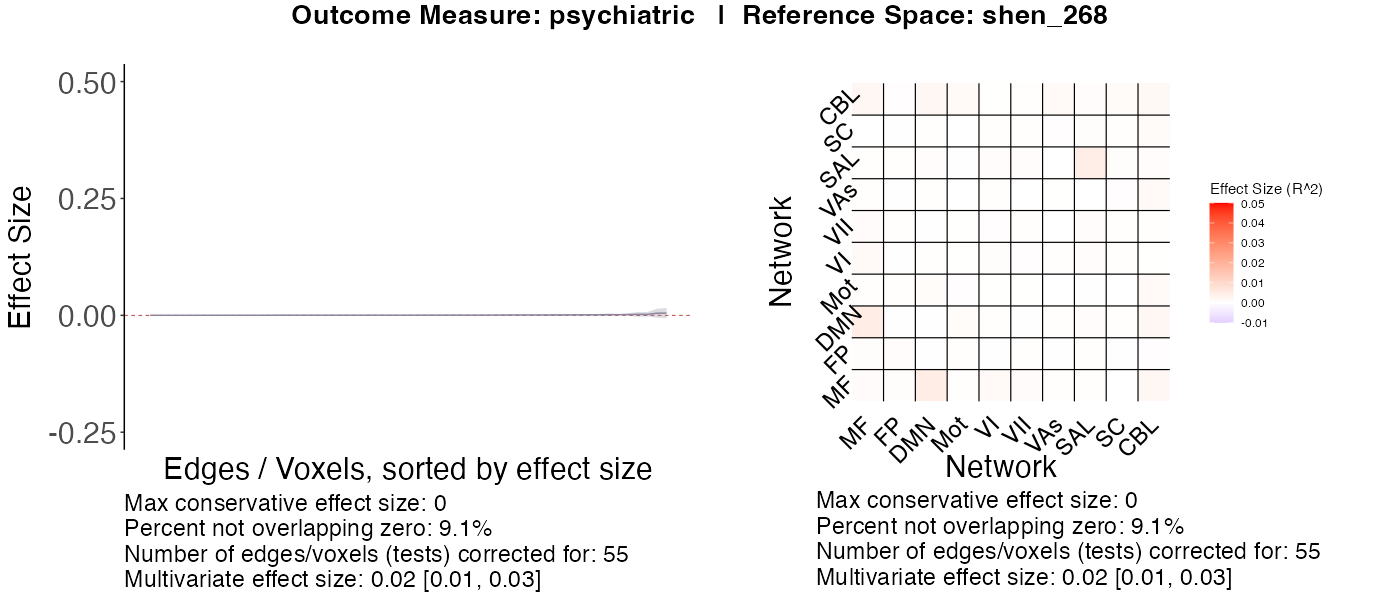 Outcome Measure: psychiatric | Reference Space: shen_268
0.50
0.25
0.00
-0.25
Effect Size
Edges / Voxels, sorted by effect size
Max conservative effect size: 0
Percent not overlapping zero: 9.1%
Number of edges/voxels (tests) corrected for: 55
Multivariate effect size: 0.02 [0.01, 0.03]
Network
CBL
SC
SAL
VAs
VII
VI
Mot
DMN
FP
MF
MF FP DMN Mot VI VII VAs SAL SC CBL
Network
Effect Size (R^2)
0.05
0.04
0.03
0.02
0.01
0.00
-0.01
Max conservative effect size: 0
Percent not overlapping zero: 9.1%
Number of edges/voxels (tests) corrected for: 55
Multivariate effect size: 0.02 [0.01, 0.03]